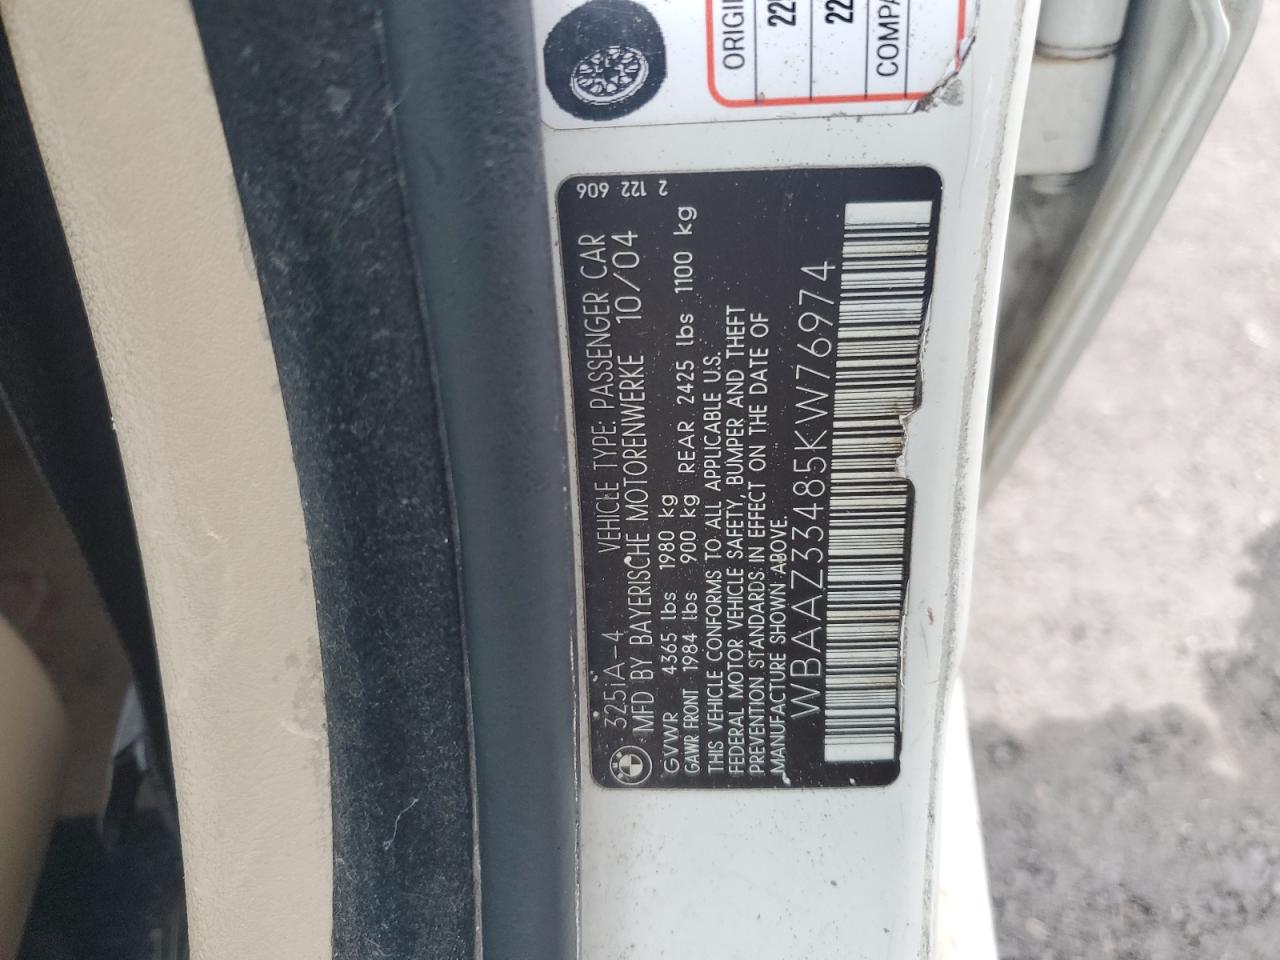 ORIGI
22
22
COMPA
2 122 606
325iA-4 VEHICLE TYPE: PASSENGER CAR
MFD BY BAYERISCHE MOTORENWERKE 10/04
GVWR 4365 lbs 1980 kg
GAWR FRONT 1984 lbs 900 kg REAR 2425 lbs 1100 kg
THIS VEHICLE CONFORMS TO ALL APPLICABLE U.S.
FEDERAL MOTOR VEHICLE SAFETY, BUMPER AND THEFT
PREVENTION STANDARDS IN EFFECT ON THE DATE OF
MANUFACTURE SHOWN ABOVE.
WBAAZ33485KW76974